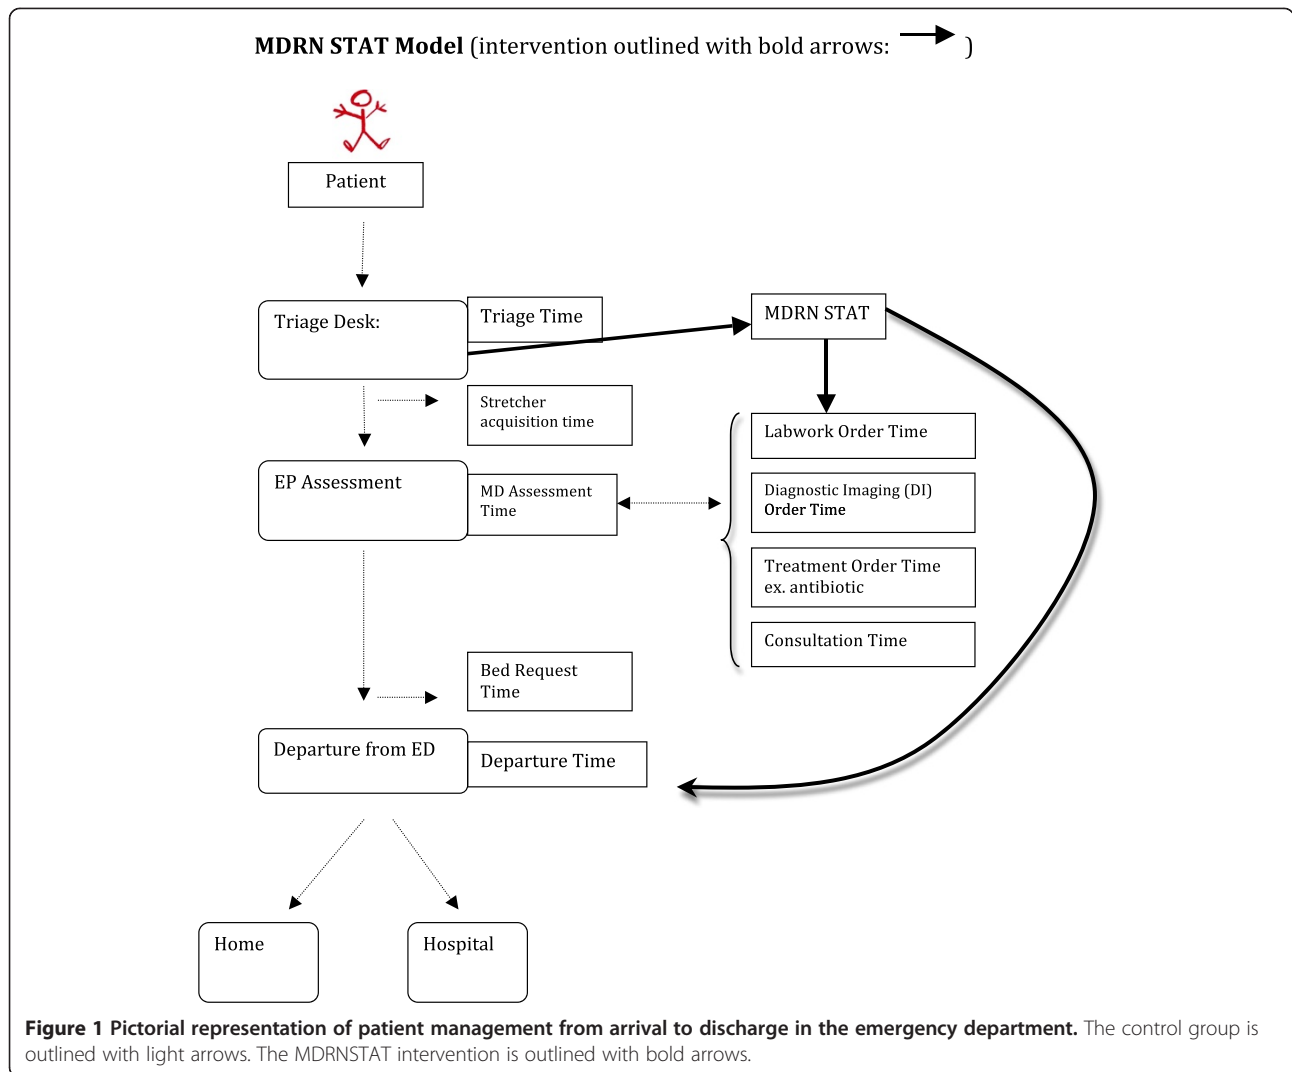 MDRN STAT Model (intervention outlined with bold arrows: )
Patient
Triage Desk:
Triage Time
MDRN STAT
Stretcher
acquisition time
Labwork Order Time
EP Assessment
MD Assessment
Time
Diagnostic Imaging (DI)
Order Time
Treatment Order Time
ex. antibiotic
Consultation Time
Bed Request
Time
Departure from ED
Departure Time
Home
Hospital
Figure 1 Pictorial representation of patient management from arrival to discharge in the emergency department. The control group is
outlined with light arrows. The MDRNSTAT intervention is outlined with bold arrows.